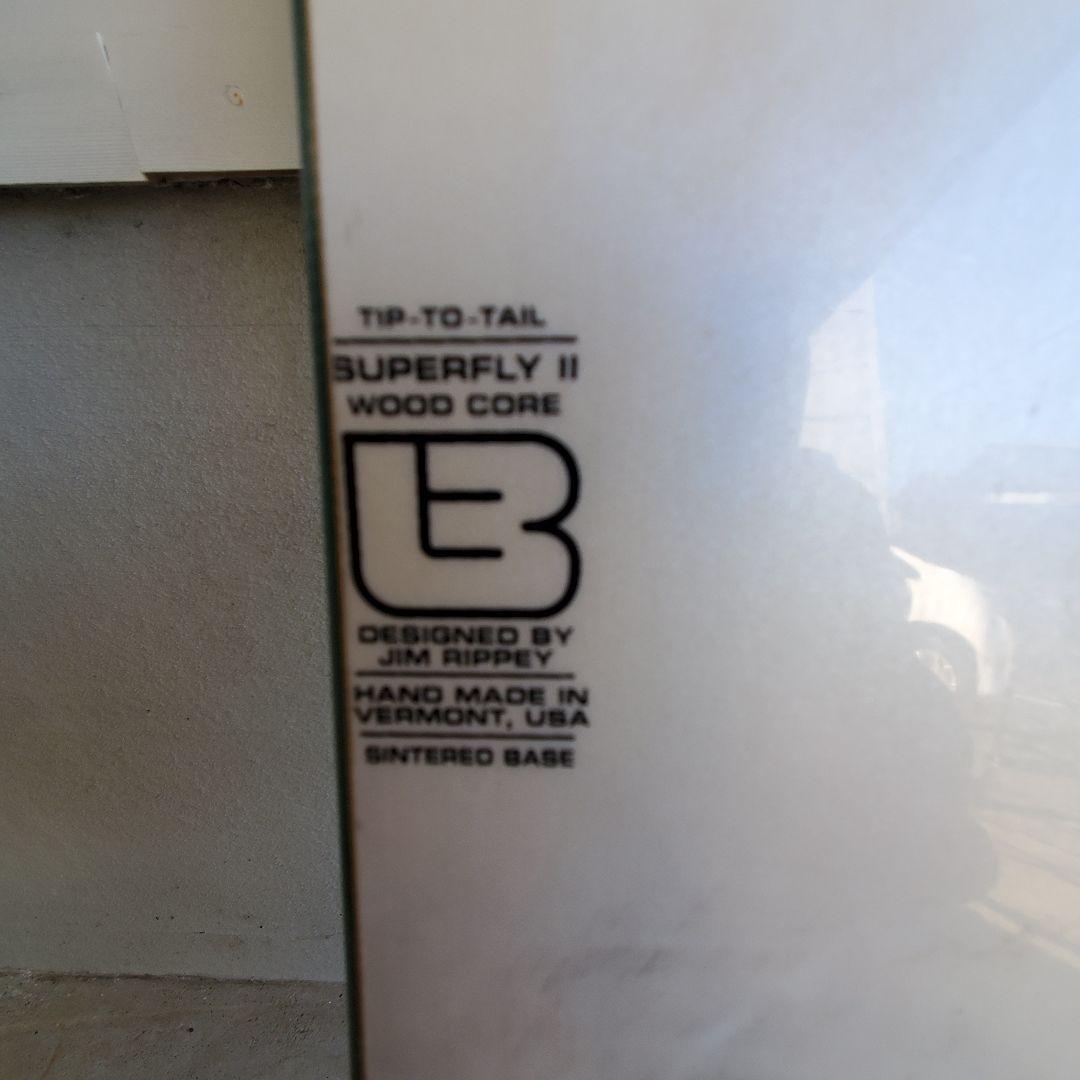 TIP-TO-TAIL
SUPERFLY II
WOOD CORE
B
DESIGNED BY
JIM RIPPEY
HAND MADE IN
VERMONT, USA
SINTERED BASE